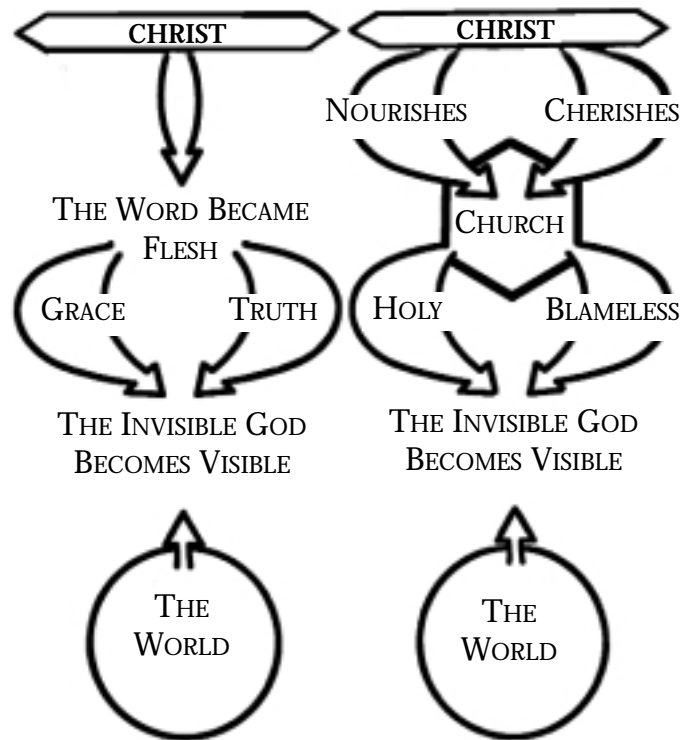 CHRIST
THE WORD BECAME
FLESH
GRACE
TRUTH
THE INVISIBLE GOD
BECOMES VISIBLE
THE
WORLD
CHRIST
NOURISHES
CHERISHES
CHURCH
HOLY
BLAMELESS
THE INVISIBLE GOD
BECOMES VISIBLE
THE
WORLD